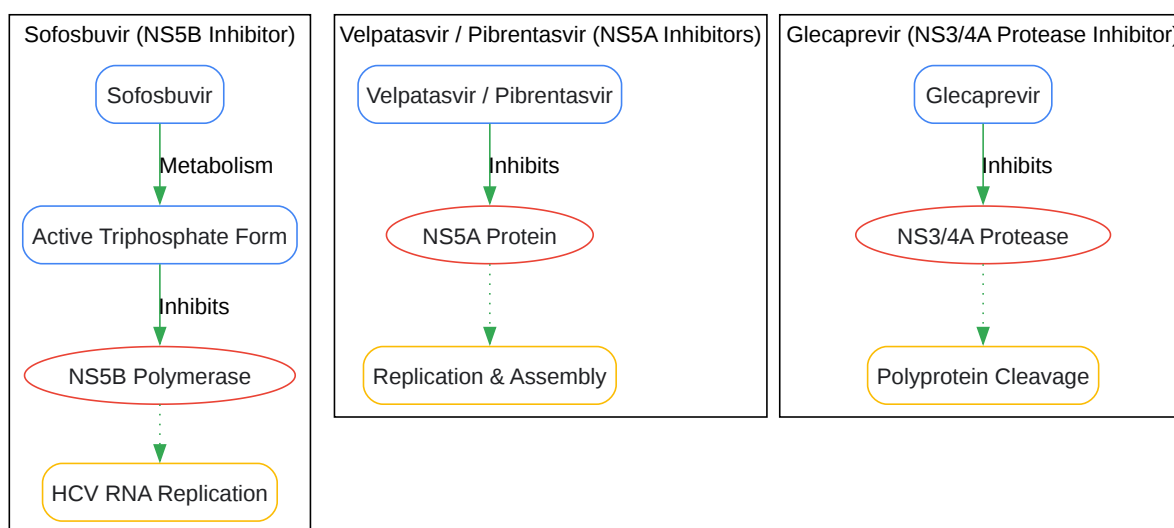 Sofosbuvir (NS5B Inhibitor)
Sofosbuvir
Metabolism
Active Triphosphate Form
Inhibits
NS5B Polymerase
HCV RNA Replication
Velpatasvir / Pibrentasvir (NS5A Inhibitors)
Velpatasvir / Pibrentasvir
Inhibits
NS5A Protein
Replication & Assembly
Glecaprevir (NS3/4A Protease Inhibitor)
Glecaprevir
Inhibits
NS3/4A Protease
Polyprotein Cleavage